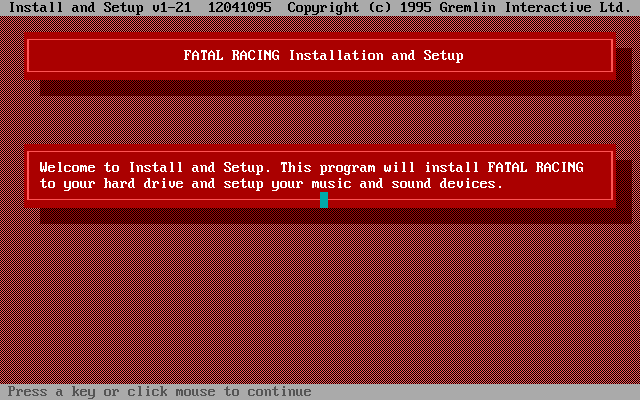 Install and Setup v1-21  12041095  Copyright (c) 1995 Gremlin Interactive Ltd.
FATAL RACING Installation and Setup
Welcome to Install and Setup. This program will install FATAL RACING
to your hard drive and setup your music and sound devices.
Press a key or click mouse to continue